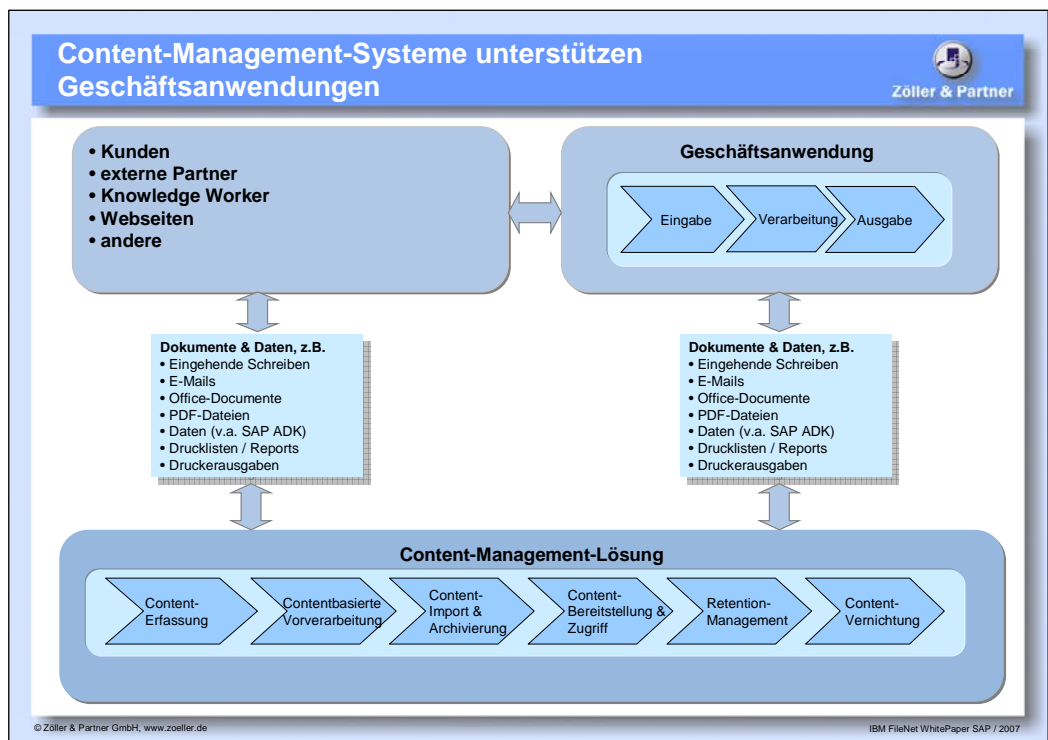 Content-Management-Systeme unterstützen
Geschäftsanwendungen
Zöller & Partner
• Kunden
• externe Partner
• Knowledge Worker
• Webseiten
• andere
Geschäftsanwendung
Eingabe
Verarbeitung
Ausgabe
Dokumente & Daten, z.B.
• Eingehende Schreiben
• E-Mails
• Office-Documente
• PDF-Dateien
• Daten (v.a. SAP ADK)
• Drucklisten / Reports
• Druckerausgaben
Dokumente & Daten, z.B.
• Eingehende Schreiben
• E-Mails
• Office-Documente
• PDF-Dateien
• Daten (v.a. SAP ADK)
• Drucklisten / Reports
• Druckerausgaben
Content-Management-Lösung
Content-
Erfassung
Contentbasierte
Vorverarbeitung
Content-
Import &
Archivierung
Content-
Bereitstellung &
Zugriff
Retention-
Management
Content-
Vernichtung
© Zöller & Partner GmbH, www.zoeller.de
IBM FileNet WhitePaper SAP / 2007